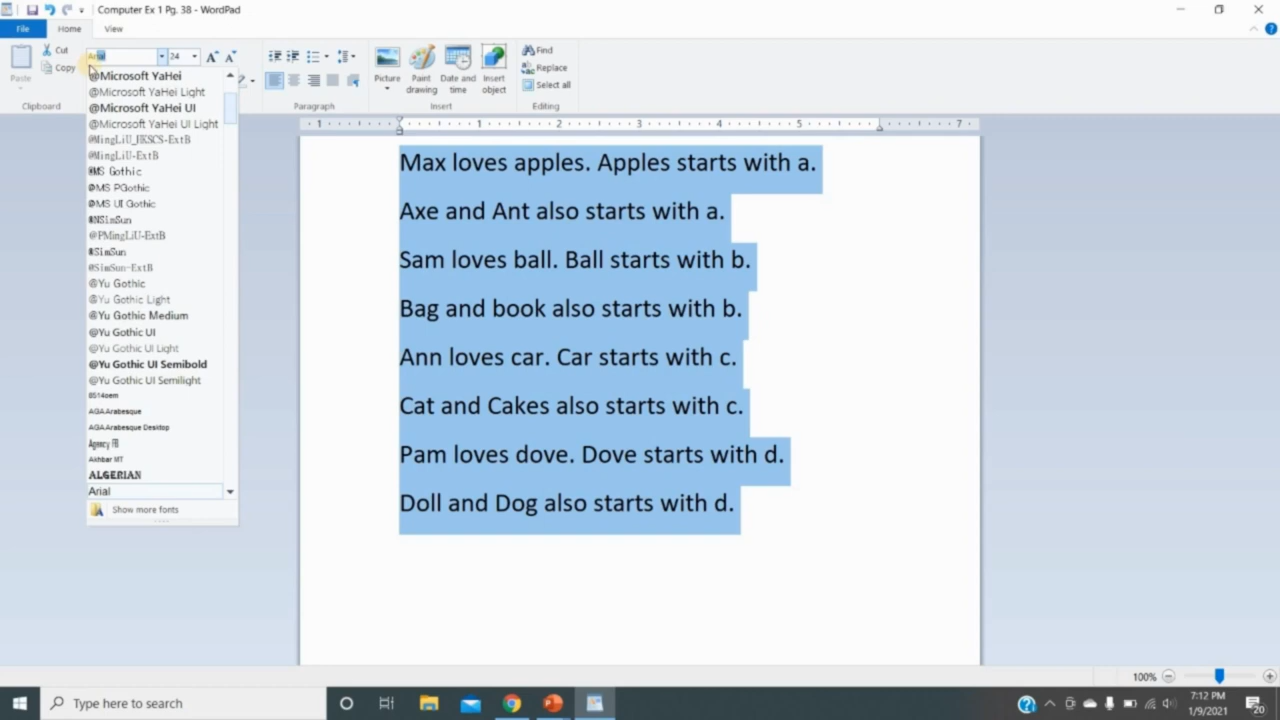 Computer Ex 1 Pg. 38 - WordPad
File Home View
Cut
Copy
Paste
24
Picture
Paint drawing
Date and time
Insert object
Find
Replace
Select all
Clipboard
Paragraph
Insert
Editing
@Microsoft YaHei
@Microsoft YaHei Light
@Microsoft YaHei UI
@Microsoft YaHei UI Light
@MingLiU_HKSCS-ExtB
@MingLiU-ExtB
@MS Gothic
@MS PGothic
@MS UI Gothic
@NSimSun
@PMingLiU-ExtB
@SimSun
@SimSun-ExtB
@Yu Gothic
@Yu Gothic Light
@Yu Gothic Medium
@Yu Gothic UI
@Yu Gothic UI Light
@Yu Gothic UI Semibold
@Yu Gothic UI Semilight
8514oem
AGA Arabesque
AGA Arabesque Desktop
Agency FB
Akhbar MT
ALGERIAN
Arial
Show more fonts
1 1 2 3 4 5 7
Max loves apples. Apples starts with a.
Axe and Ant also starts with a.
Sam loves ball. Ball starts with b.
Bag and book also starts with b.
Ann loves car. Car starts with c.
Cat and Cakes also starts with c.
Pam loves dove. Dove starts with d.
Doll and Dog also starts with d.
100%
Type here to search
7:12 PM
1/9/2021
20